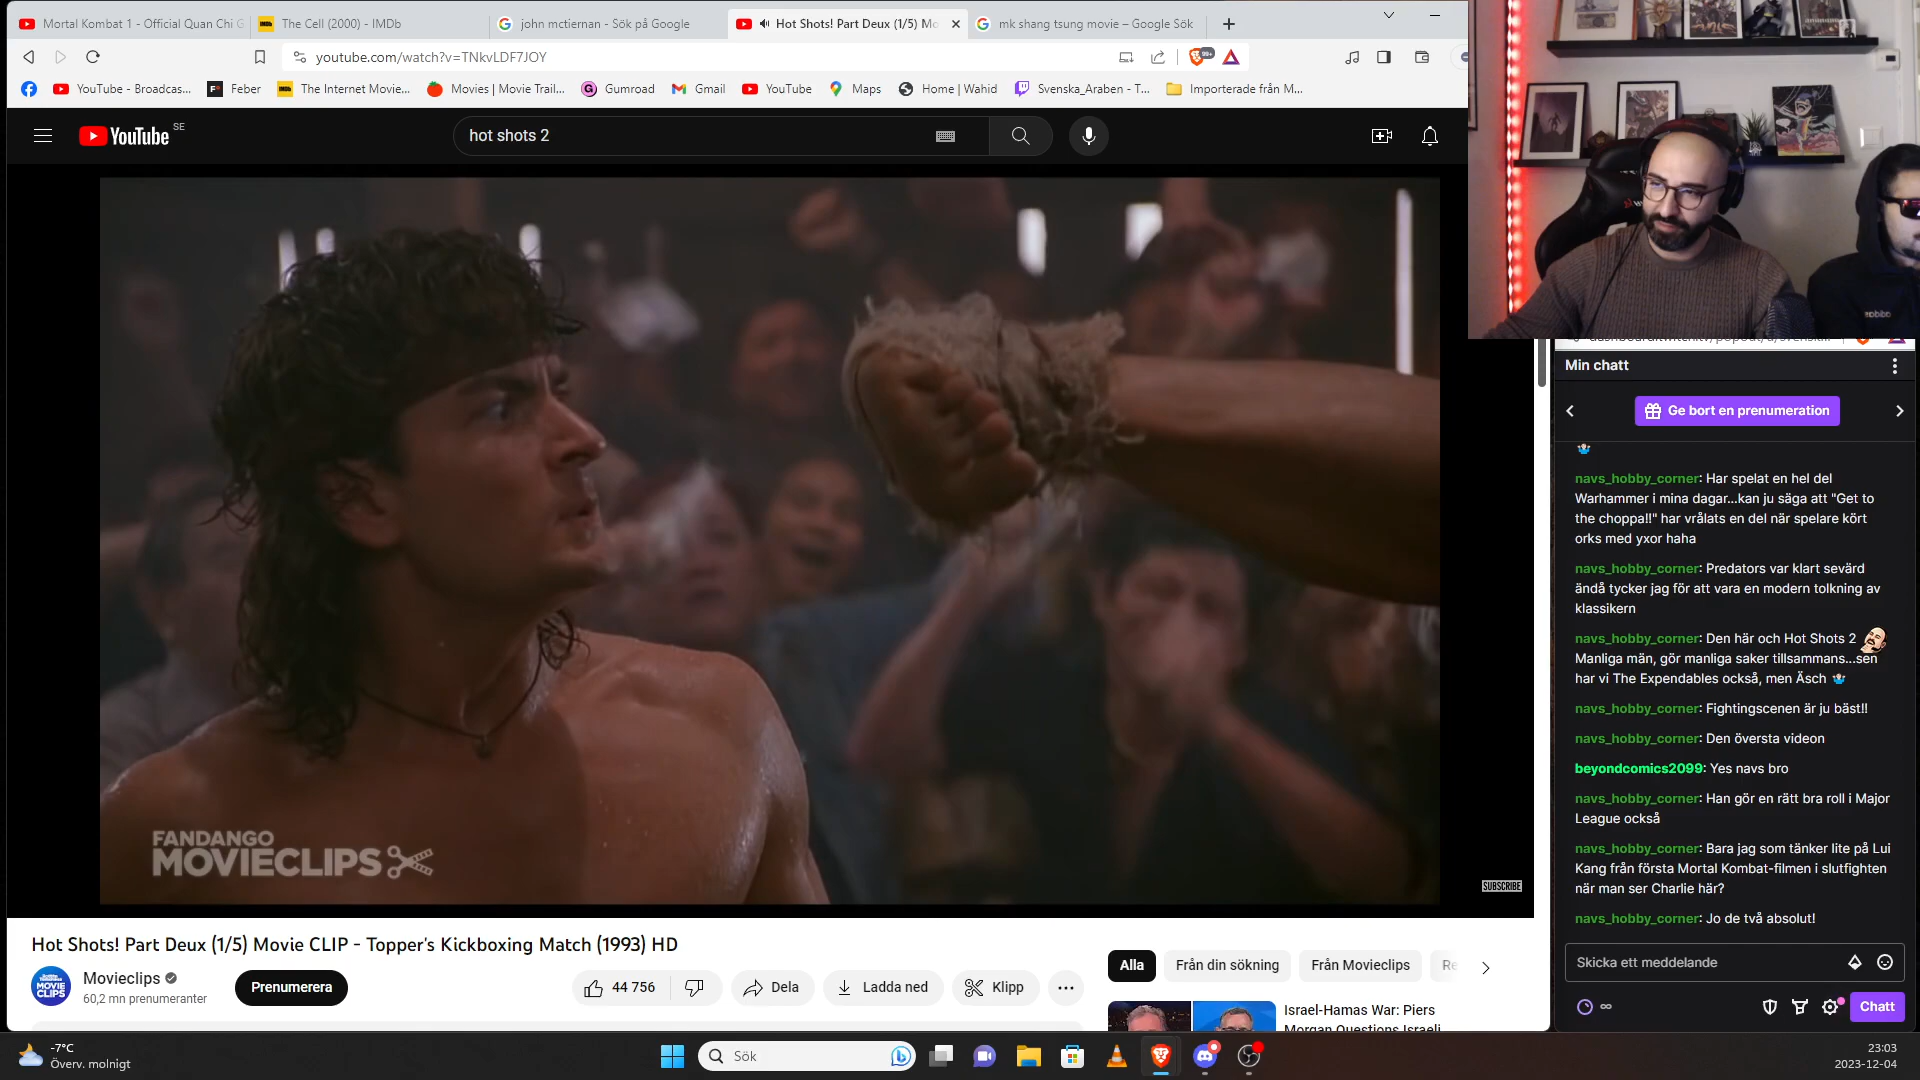 Mortal Kombat 1 - Official Quan Chi G
The Cell (2000) - IMDb
john mctiernan - Sök på Google
Hot Shots! Part Deux (1/5) Mo
mk shang tsung movie – Google Sök
youtube.com/watch?v=TNkvLDF7JOY
99+
YouTube - Broadcas...
Feber
The Internet Movie...
Movies | Movie Trail...
Gumroad
Gmail
YouTube
Maps
Home | Wahid
Svenska_Araben - T...
Importerade från M...
YouTube SE
hot shots 2
FANDANGO
MOVIECLIPS
SUBSCRIBE
Hot Shots! Part Deux (1/5) Movie CLIP - Topper's Kickboxing Match (1993) HD
MOVIE
CLIPS
Movieclips
60,2 mn prenumeranter
Prenumerera
44 756
Dela
Ladda ned
Klipp
Alla
Från din sökning
Från Movieclips
Re
Israel-Hamas War: Piers
Morgan Questions Israeli
Min chatt
Ge bort en prenumeration
navs_hobby_corner: Har spelat en hel del
Warhammer i mina dagar...kan ju säga att "Get to
the choppa!!" har vrålats en del när spelare kört
orks med yxor haha
navs_hobby_corner: Predators var klart sevärd
ändå tycker jag för att vara en modern tolkning av
klassikern
navs_hobby_corner: Den här och Hot Shots 2
Manliga män, gör manliga saker tillsammans...sen
har vi The Expendables också, men Äsch
navs_hobby_corner: Fightingscenen är ju bäst!!
navs_hobby_corner: Den översta videon
beyondcomics2099: Yes navs bro
navs_hobby_corner: Han gör en rätt bra roll i Major
League också
navs_hobby_corner: Bara jag som tänker lite på Lui
Kang från första Mortal Kombat-filmen i slutfighten
när man ser Charlie här?
navs_hobby_corner: Jo de två absolut!
Skicka ett meddelande
Chatt
-7°C
Överv. molnigt
Sök
23:03
2023-12-04